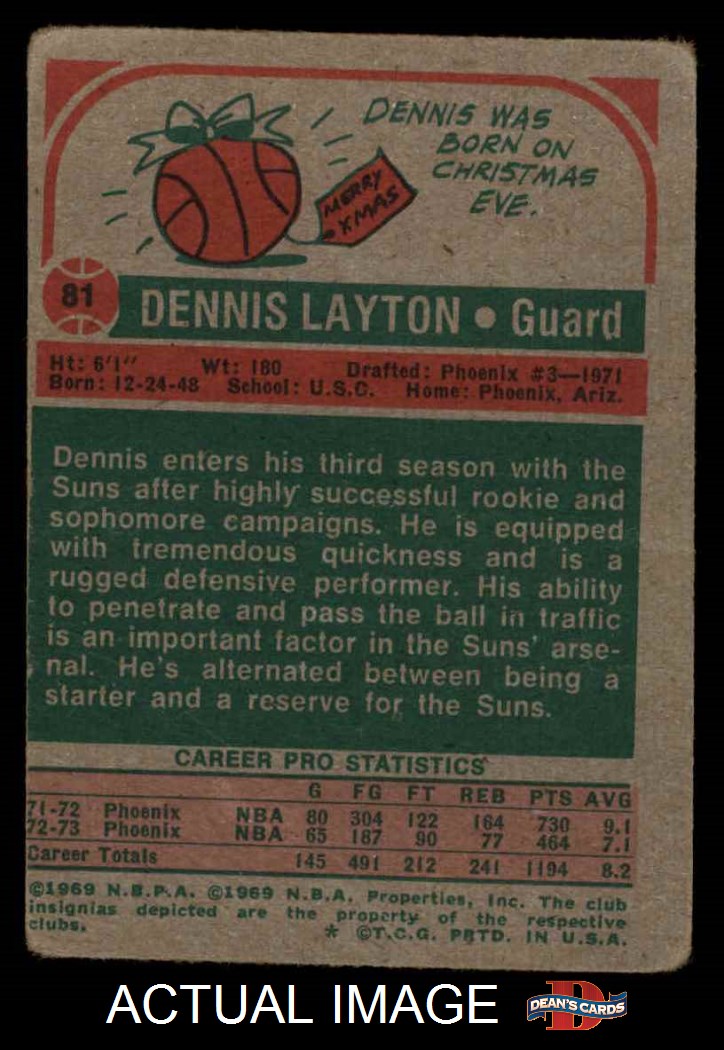 DENNIS WAS
BORN ON
CHRISTMAS
EVE.
MERRY
XMAS
81
DENNIS LAYTON • Guard
Ht: 6'1" Wt: 180 Drafted: Phoenix #3—1971
Born: 12-24-48 School: U.S.C. Home: Phoenix, Ariz.
Dennis enters his third season with the
Suns after highly successful rookie and
sophomore campaigns. He is equipped
with tremendous quickness and is a
rugged defensive performer. His ability
to penetrate and pass the ball in traffic
is an important factor in the Suns' arse-
nal. He's alternated between being a
starter and a reserve for the Suns.
CAREER PRO STATISTICS
G FG FT REB PTS AVG
71-72 Phoenix NBA 80 304 122 164 730 9.1
72-73 Phoenix NBA 65 187 90 77 464 7.1
Career Totals 145 491 212 241 1194 8.2
©1969 N.B.P.A. ©1969 N.B.A. Properties, Inc. The club
insignias depicted are the property of the respective
clubs. * ©T.C.G. PRTD. IN U.S.A.
ACTUAL IMAGE
D
DEAN'S CARDS